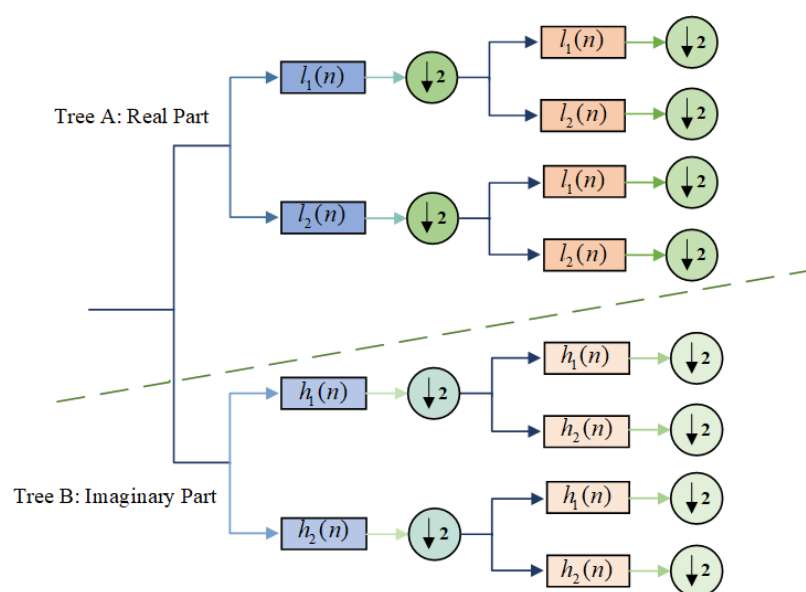 l₁(n) ↓2
l₁(n) ↓2
l₂(n) ↓2
Tree A: Real Part
l₂(n) ↓2
l₁(n) ↓2
l₂(n) ↓2
h₁(n) ↓2
h₁(n) ↓2
h₂(n) ↓2
Tree B: Imaginary Part
h₂(n) ↓2
h₁(n) ↓2
h₂(n) ↓2